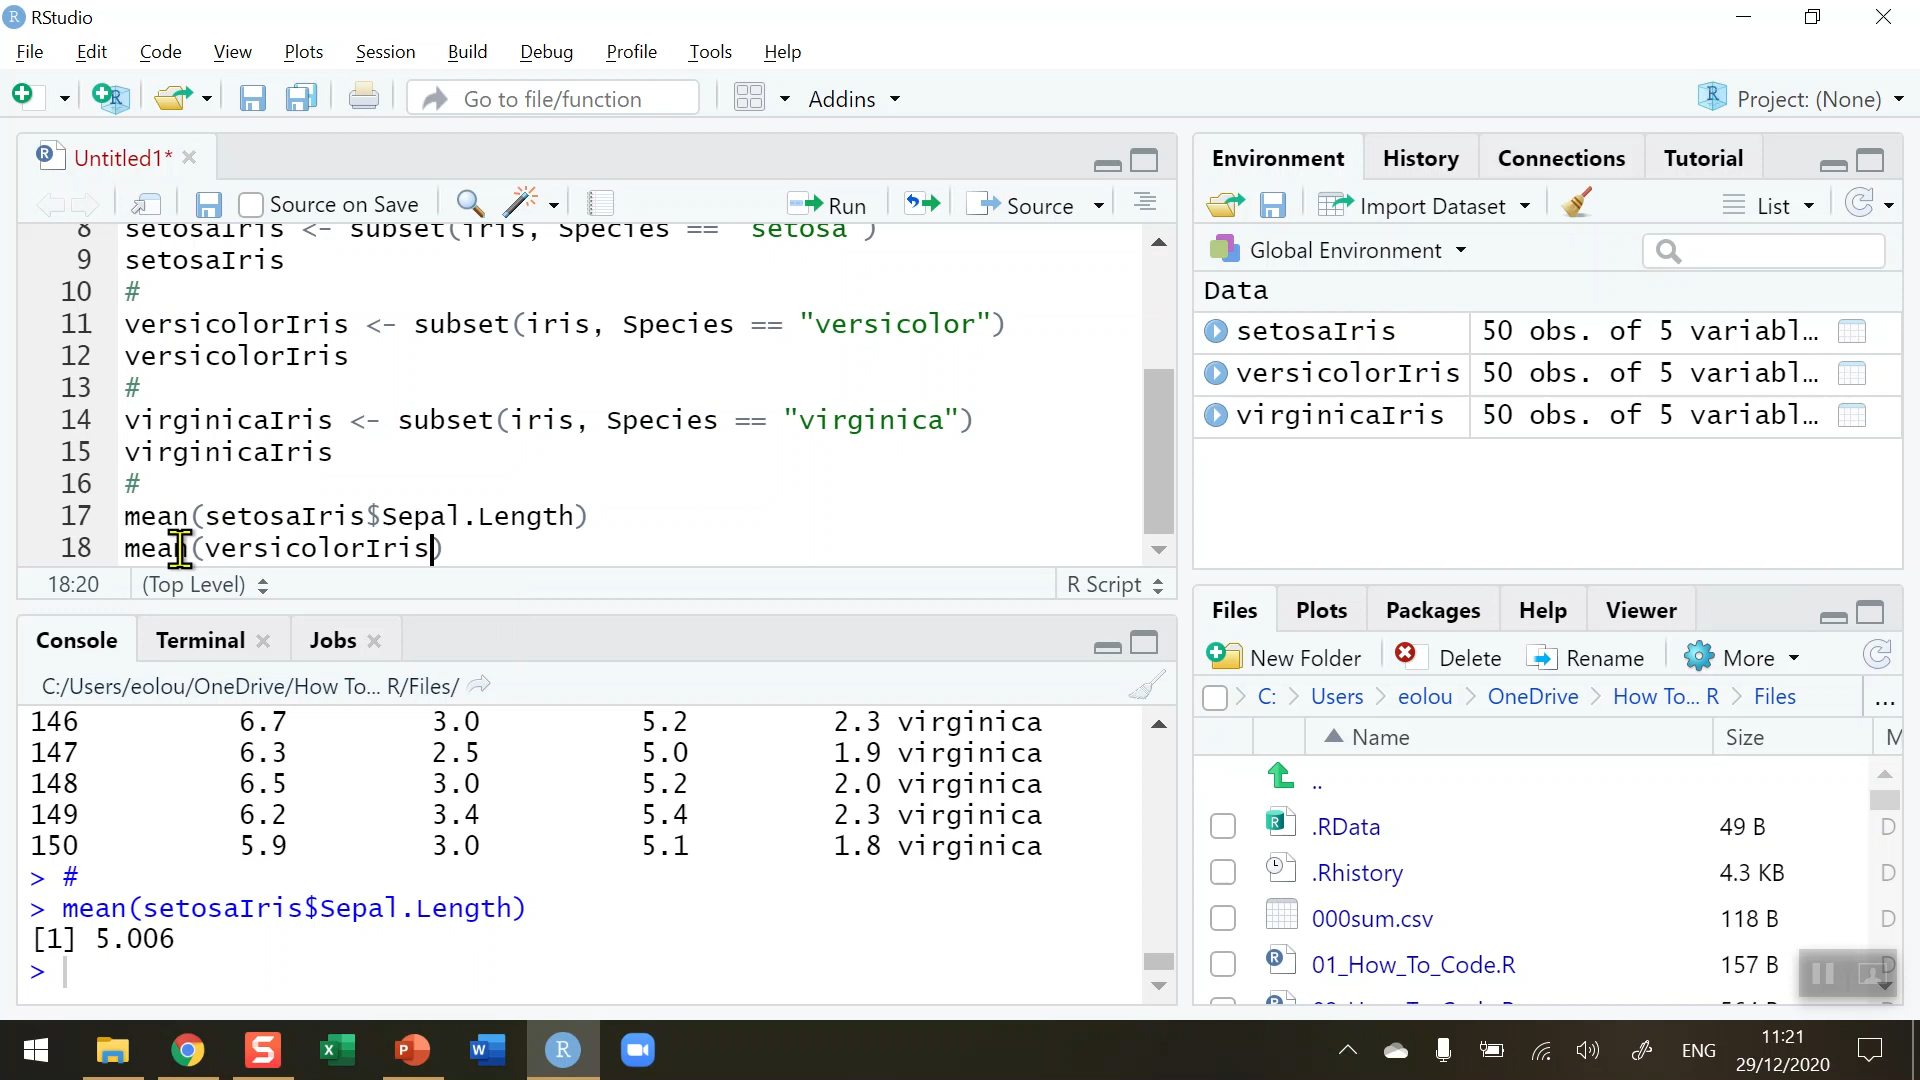 RStudio
File Edit Code View Plots Session Build Debug Profile Tools Help
Go to file/function Addins Project: (None)
Untitled1*
Source on Save Run Source
8 setosaIris <- subset(iris, Species == "setosa")
9 setosaIris
10 #
11 versicolorIris <- subset(iris, Species == "versicolor")
12 versicolorIris
13 #
14 virginicaIris <- subset(iris, Species == "virginica")
15 virginicaIris
16 #
17 mean(setosaIris$Sepal.Length)
18 mean(versicolorIris)
18:20 (Top Level) R Script
Console Terminal Jobs
C:/Users/eolou/OneDrive/How To... R/Files/
146 6.7 3.0 5.2 2.3 virginica
147 6.3 2.5 5.0 1.9 virginica
148 6.5 3.0 5.2 2.0 virginica
149 6.2 3.4 5.4 2.3 virginica
150 5.9 3.0 5.1 1.8 virginica
> #
> mean(setosaIris$Sepal.Length)
[1] 5.006
>
Environment History Connections Tutorial
Import Dataset List
Global Environment
Data
setosaIris 50 obs. of 5 variabl...
versicolorIris 50 obs. of 5 variabl...
virginicaIris 50 obs. of 5 variabl...
Files Plots Packages Help Viewer
New Folder Delete Rename More
C: Users eolou OneDrive How To... R Files ...
Name Size M
..
.RData 49 B D
.Rhistory 4.3 KB D
000sum.csv 118 B D
01_How_To_Code.R 157 B D
ENG 11:21
29/12/2020